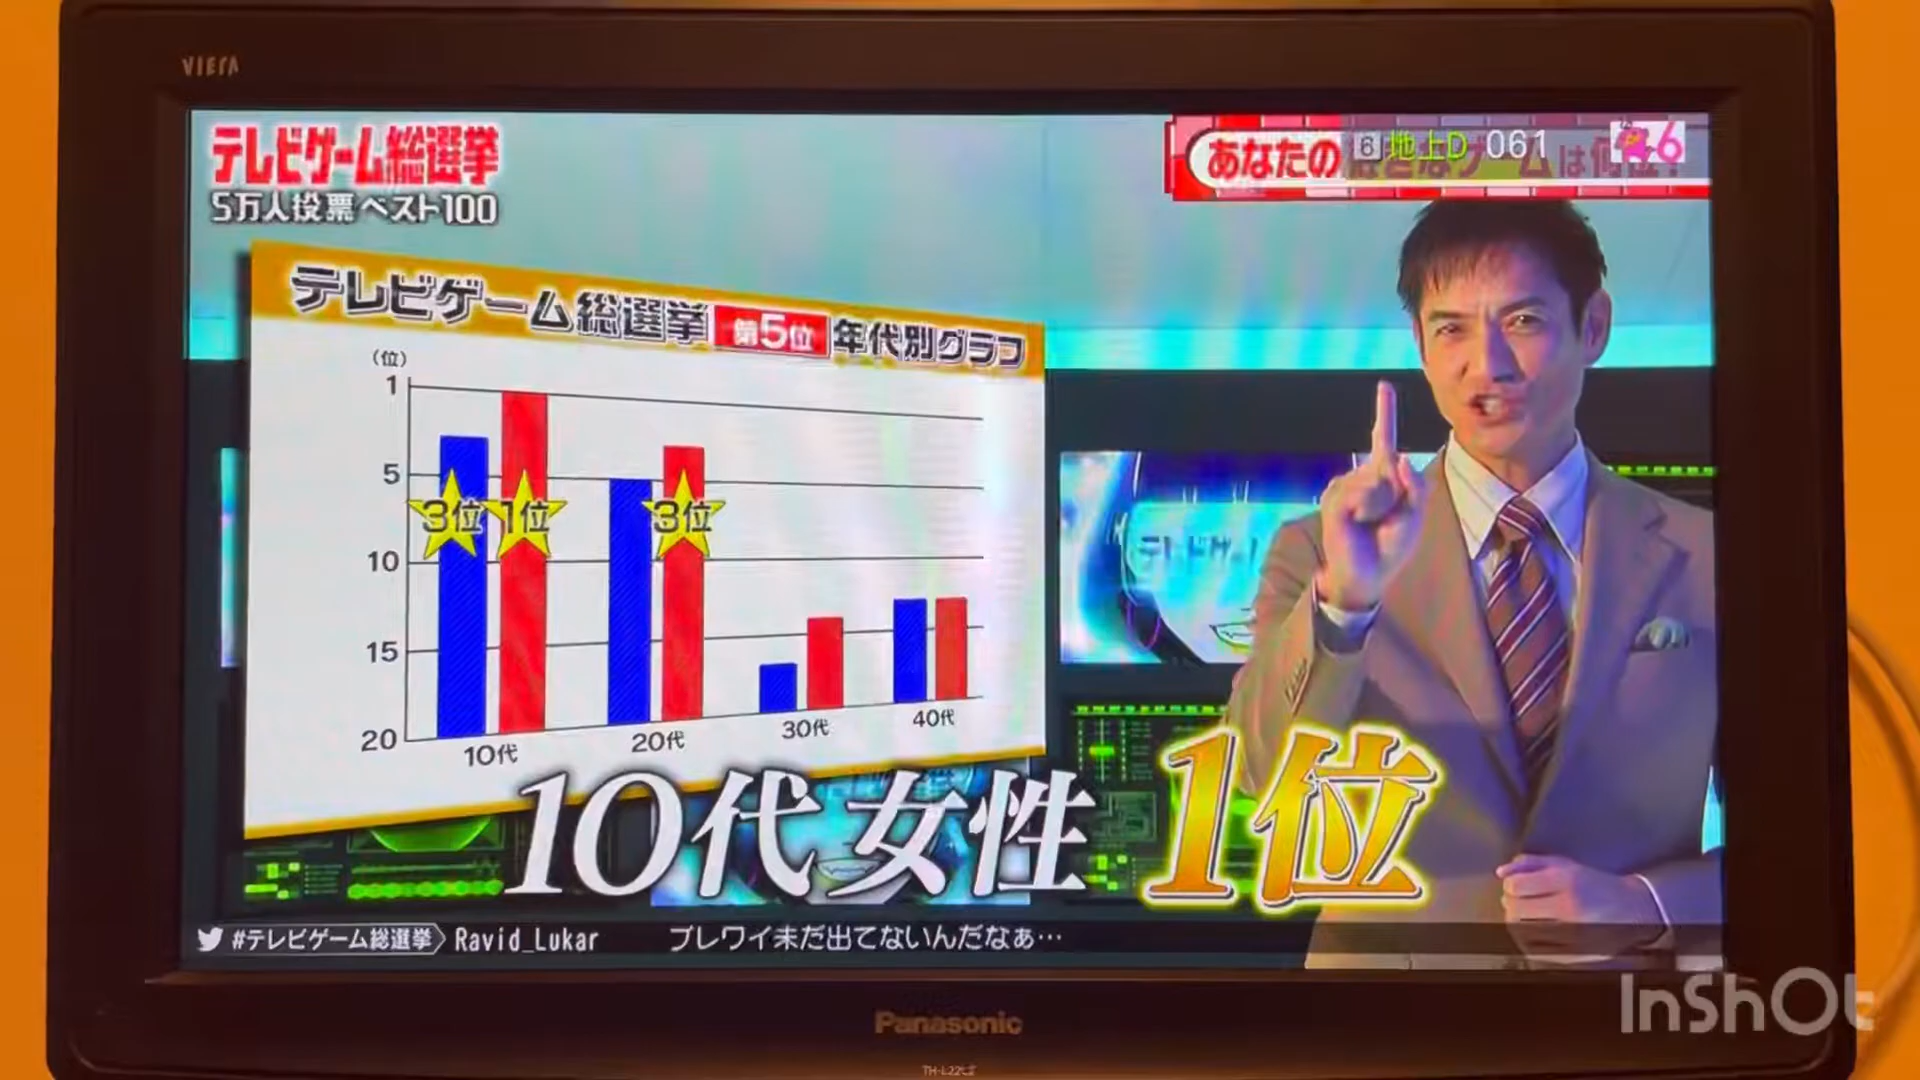 VIERA
テレビゲーム総選挙
5万人投票 ベスト100
あなたの
6 地上D 061
6
テレビゲーム総選挙 第5位 年代別グラフ
(位)
1
5
10
15
20
3位
1位
3位
10代
20代
30代
40代
10代 女性 1位
#テレビゲーム総選挙 Ravid_Lukar ブレワイ未だ出てないんだなぁ…
Panasonic
InShOt